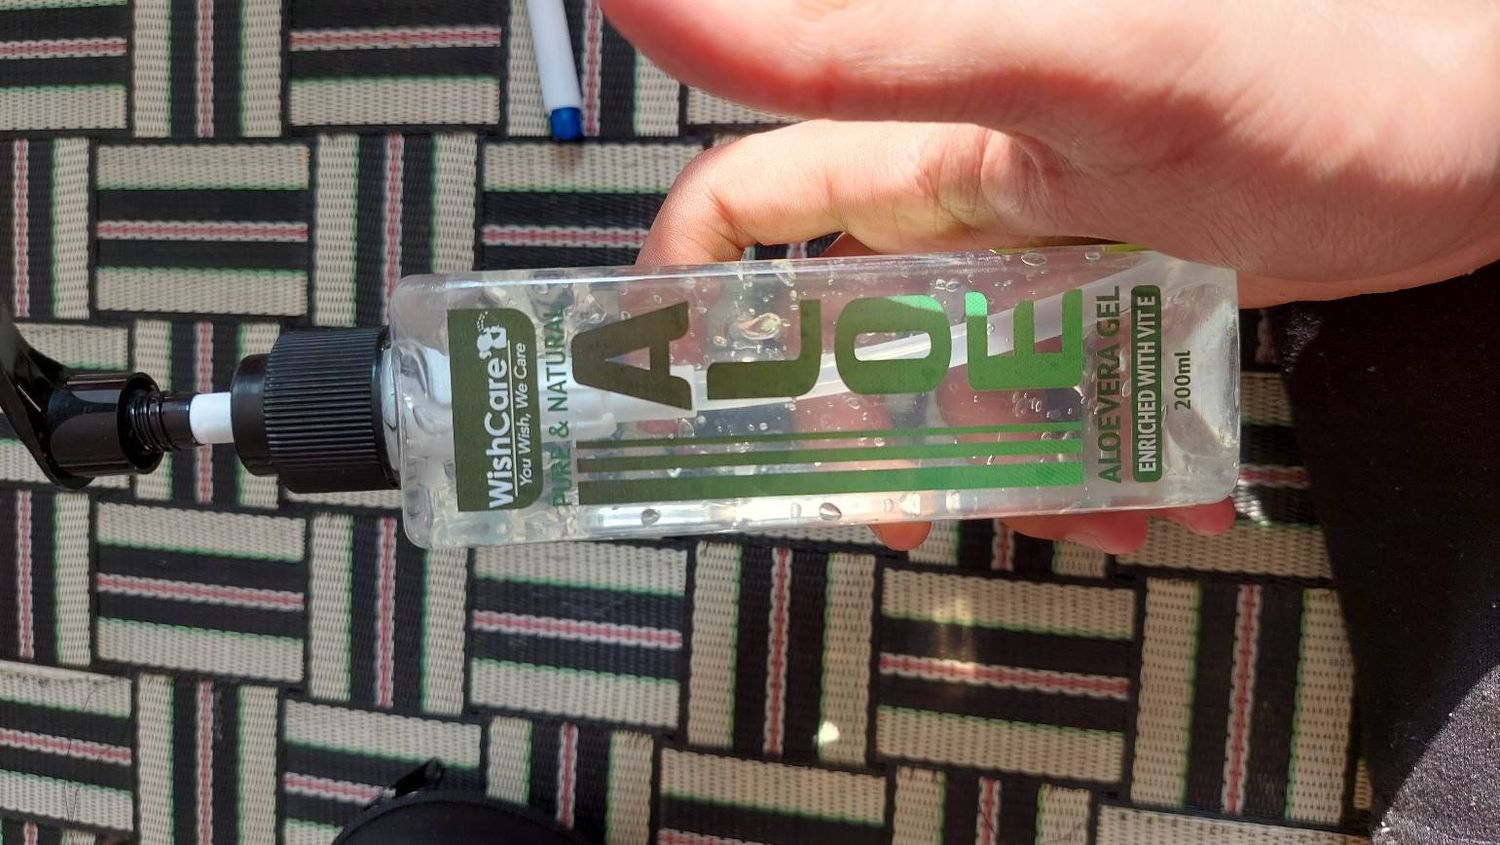 WishCare
You Wish, We Care
PURE & NATURAL
ALOE
ALOEVERA GEL
ENRICHED WITH VIT E
200ml